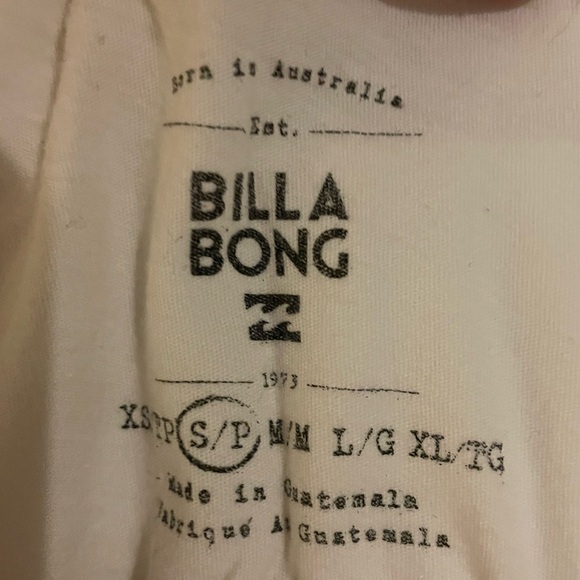 Born in Australia
Est.
BILLA
BONG
1973
XS/TP S/P M/M L/G XL/TG
Made in Guatemala
Fabriqué Au Guatemala